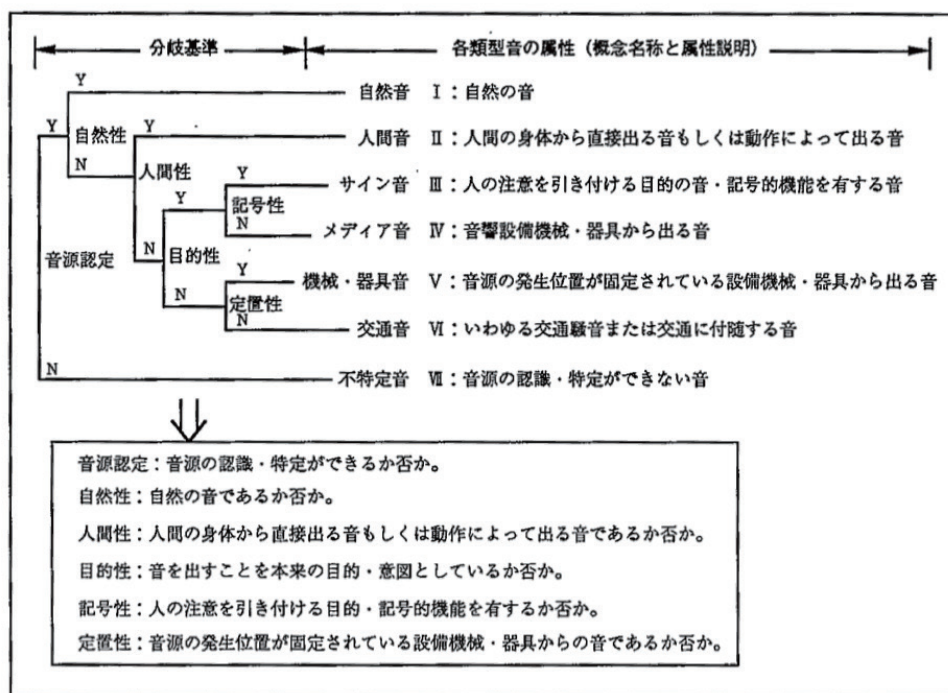 分岐基準 各類型音の属性（概念名称と属性説明）
Y 自然音 Ⅰ：自然の音
Y 自然性 Y 人間音 Ⅱ：人間の身体から直接出る音もしくは動作によって出る音
N 人間性 Y サイン音 Ⅲ：人の注意を引き付ける目的の音・記号的機能を有する音
Y 記号性
N メディア音 Ⅳ：音響設備機械・器具から出る音
音源認定 N 目的性 Y 機械・器具音 Ⅴ：音源の発生位置が固定されている設備機械・器具から出る音
N 定置性
N 交通音 Ⅵ：いわゆる交通騒音または交通に付随する音
N 不特定音 Ⅶ：音源の認識・特定ができない音
音源認定：音源の認識・特定ができるか否か。
自然性：自然の音であるか否か。
人間性：人間の身体から直接出る音もしくは動作によって出る音であるか否か。
目的性：音を出すことを本来の目的・意図としているか否か。
記号性：人の注意を引き付ける目的・記号的機能を有するか否か。
定置性：音源の発生位置が固定されている設備機械・器具からの音であるか否か。